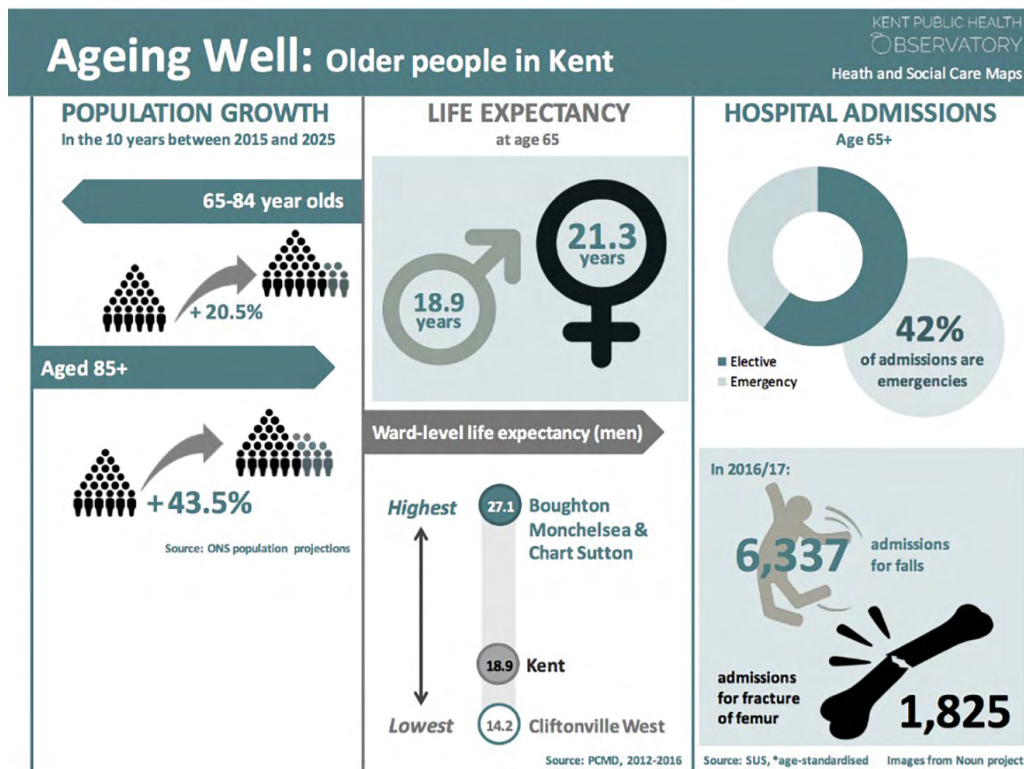 Ageing Well: Older people in Kent
KENT PUBLIC HEALTH
OBSERVATORY
Heath and Social Care Maps
POPULATION GROWTH
In the 10 years between 2015 and 2025
65-84 year olds
+ 20.5%
Aged 85+
+ 43.5%
Source: ONS population projections
LIFE EXPECTANCY
at age 65
18.9
years
21.3
years
Ward-level life expectancy (men)
Highest
27.1
Boughton
Monchelsea &
Chart Sutton
18.9
Kent
Lowest
14.2
Cliftonville West
Source: PCMD, 2012-2016
HOSPITAL ADMISSIONS
Age 65+
Elective
Emergency
42%
of admissions are
emergencies
In 2016/17:
6,337
admissions
for falls
admissions
for fracture
of femur
1,825
Source: SUS, *age-standardised
Images from Noun project